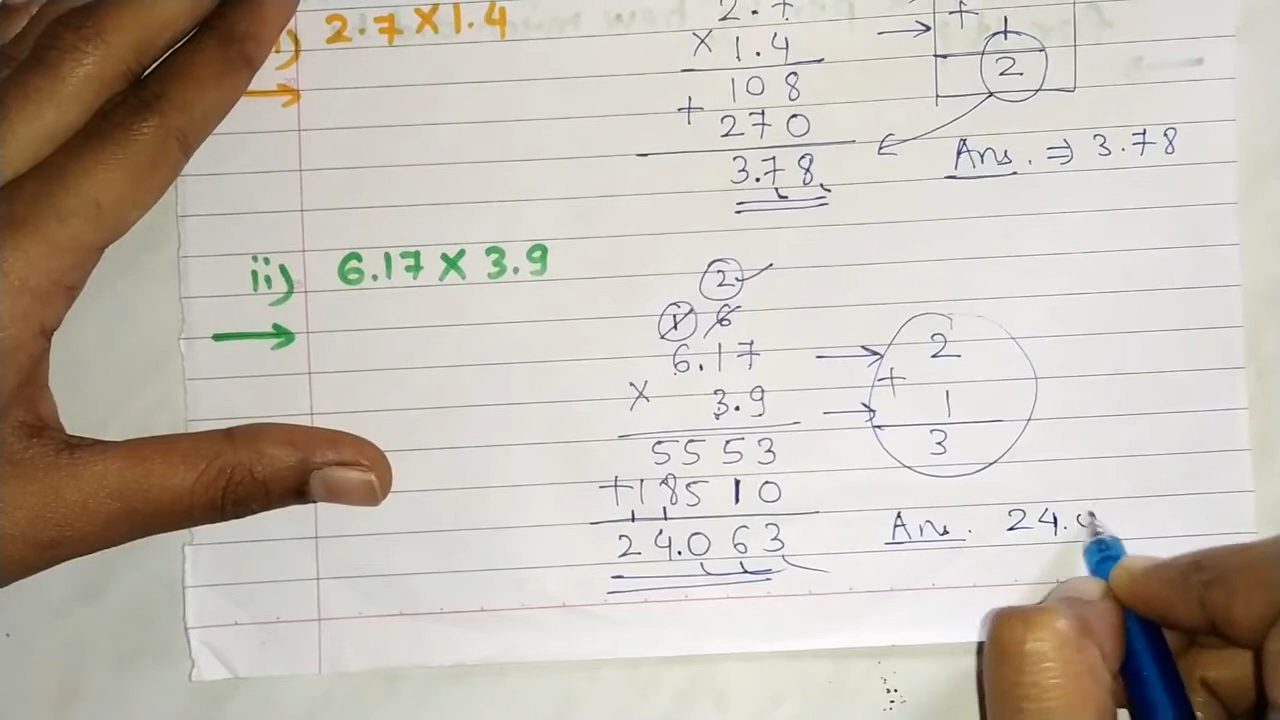 i) 2.7 X 1.4
2.7
X 1.4
108
+ 270
3.78
+ 1
2
Ans. ⇒ 3.78
ii) 6.17 X 3.9
2
1 6
6.17
X 3.9
5553
+18510
24.063
2
+ 1
3
Ans. 24.